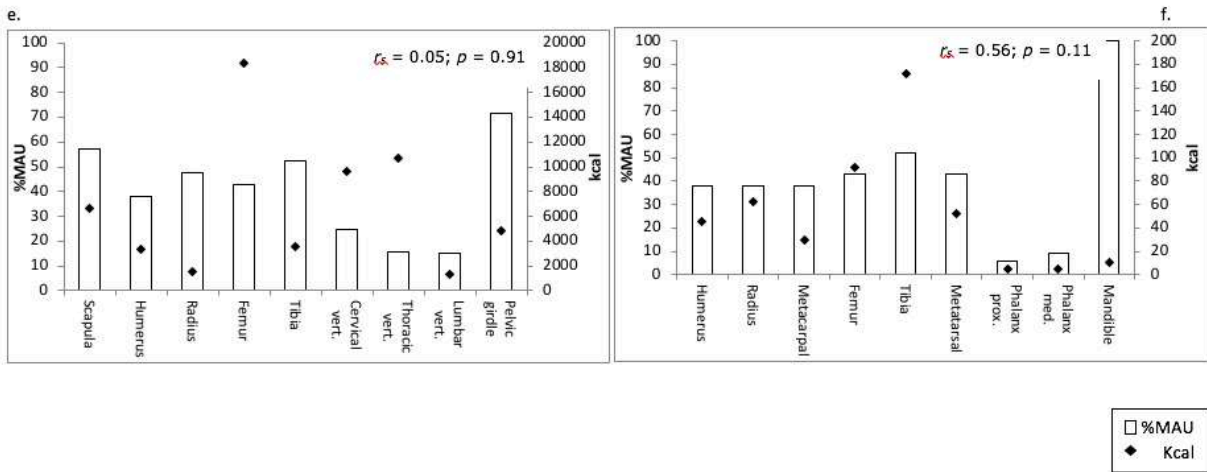 e.
r_s = 0.05; p = 0.91
%MAU
100
90
80
70
60
50
40
30
20
10
0
20000
18000
16000
14000
12000
10000
8000
6000
4000
2000
0
kcal
Scapula
Humerus
Radius
Femur
Tibia
Cervical
vert.
Thoracic
vert.
Lumbar
vert.
Pelvic
girdle
f.
r_s = 0.56; p = 0.11
%MAU
100
90
80
70
60
50
40
30
20
10
0
200
180
160
140
120
100
80
60
40
20
0
kcal
Humerus
Radius
Metacarpal
Femur
Tibia
Metatarsal
Phalanx
prox.
Phalanx
med.
Mandible
%MAU
Kcal